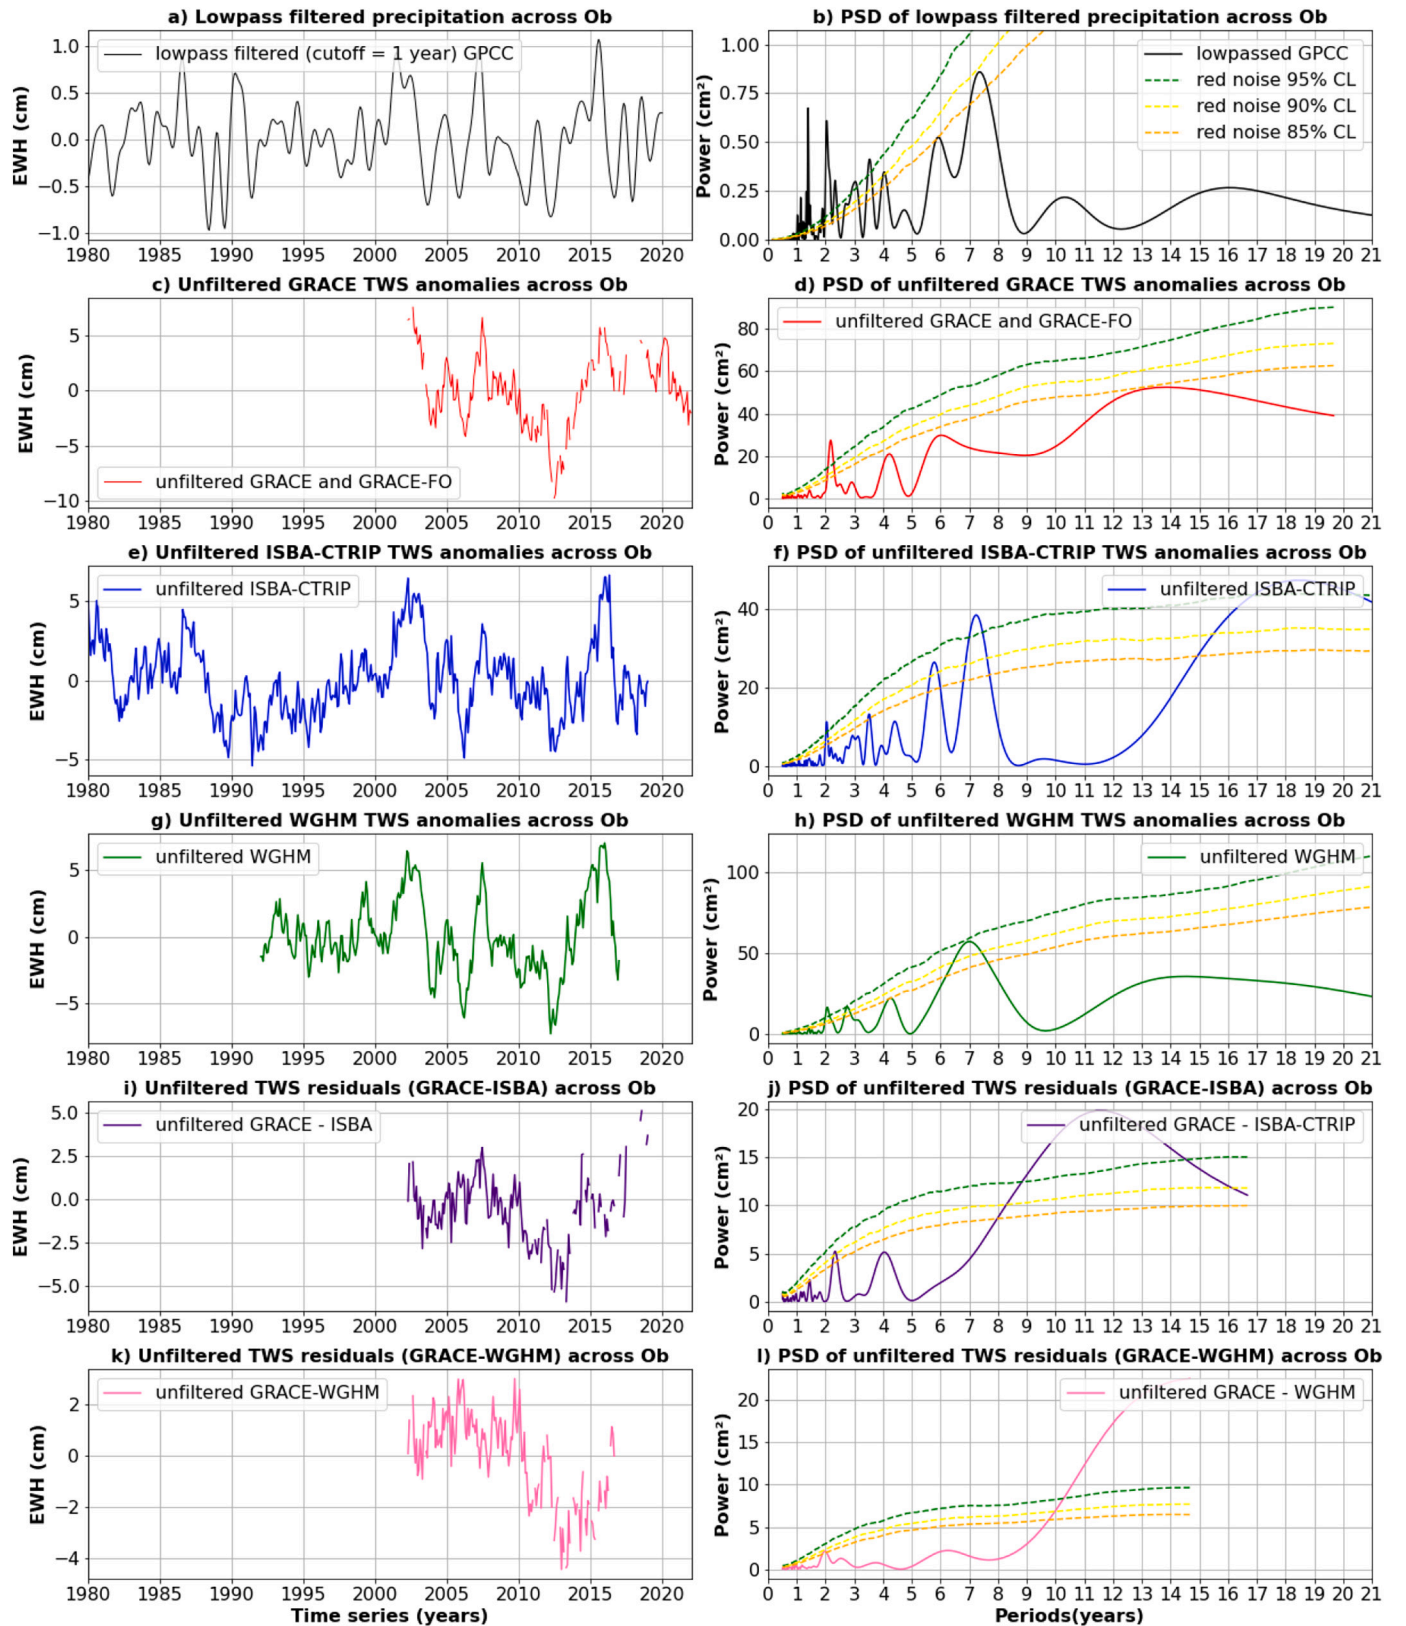 a) Lowpass filtered precipitation across Ob
EWH (cm)
1.0
0.5
0.0
−0.5
−1.0
lowpass filtered (cutoff = 1 year) GPCC
1980 1985 1990 1995 2000 2005 2010 2015 2020
b) PSD of lowpass filtered precipitation across Ob
Power (cm²)
1.00
0.75
0.50
0.25
0.00
lowpassed GPCC
red noise 95% CL
red noise 90% CL
red noise 85% CL
0 1 2 3 4 5 6 7 8 9 10 11 12 13 14 15 16 17 18 19 20 21
c) Unfiltered GRACE TWS anomalies across Ob
EWH (cm)
5
0
−5
−10
unfiltered GRACE and GRACE-FO
1980 1985 1990 1995 2000 2005 2010 2015 2020
d) PSD of unfiltered GRACE TWS anomalies across Ob
Power (cm²)
80
60
40
20
0
unfiltered GRACE and GRACE-FO
0 1 2 3 4 5 6 7 8 9 10 11 12 13 14 15 16 17 18 19 20 21
e) Unfiltered ISBA-CTRIP TWS anomalies across Ob
EWH (cm)
5
0
−5
unfiltered ISBA-CTRIP
1980 1985 1990 1995 2000 2005 2010 2015 2020
f) PSD of unfiltered ISBA-CTRIP TWS anomalies across Ob
Power (cm²)
40
20
0
unfiltered ISBA-CTRIP
0 1 2 3 4 5 6 7 8 9 10 11 12 13 14 15 16 17 18 19 20 21
g) Unfiltered WGHM TWS anomalies across Ob
EWH (cm)
5
0
−5
unfiltered WGHM
1980 1985 1990 1995 2000 2005 2010 2015 2020
h) PSD of unfiltered WGHM TWS anomalies across Ob
Power (cm²)
100
50
0
unfiltered WGHM
0 1 2 3 4 5 6 7 8 9 10 11 12 13 14 15 16 17 18 19 20 21
i) Unfiltered TWS residuals (GRACE-ISBA) across Ob
EWH (cm)
5.0
2.5
0.0
−2.5
−5.0
unfiltered GRACE - ISBA
1980 1985 1990 1995 2000 2005 2010 2015 2020
j) PSD of unfiltered TWS residuals (GRACE-ISBA) across Ob
Power (cm²)
20
15
10
5
0
unfiltered GRACE - ISBA-CTRIP
0 1 2 3 4 5 6 7 8 9 10 11 12 13 14 15 16 17 18 19 20 21
k) Unfiltered TWS residuals (GRACE-WGHM) across Ob
EWH (cm)
2
0
−2
−4
unfiltered GRACE-WGHM
1980 1985 1990 1995 2000 2005 2010 2015 2020
Time series (years)
l) PSD of unfiltered TWS residuals (GRACE-WGHM) across Ob
Power (cm²)
20
15
10
5
0
unfiltered GRACE - WGHM
0 1 2 3 4 5 6 7 8 9 10 11 12 13 14 15 16 17 18 19 20 21
Periods(years)